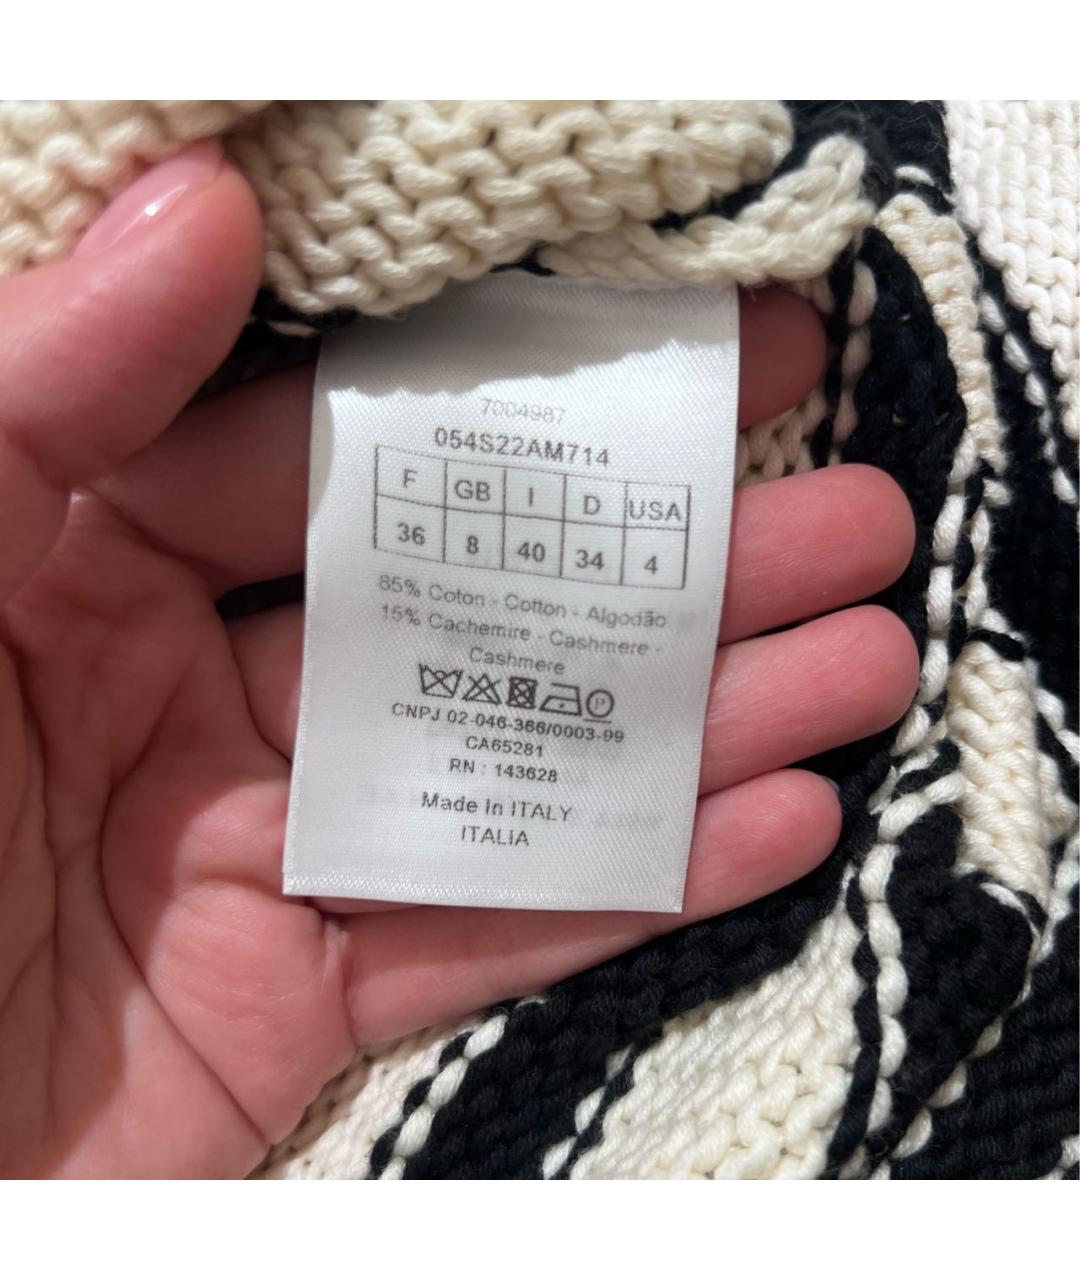 7004987
054S22AM714
F GB I D USA
36 8 40 34 4
85% Coton - Cotton - Algodão
15% Cachemire - Cashmere -
Cashmere
P
CNPJ 02-046-366/0003-99
CA65281
RN : 143628
Made In ITALY
ITALIA